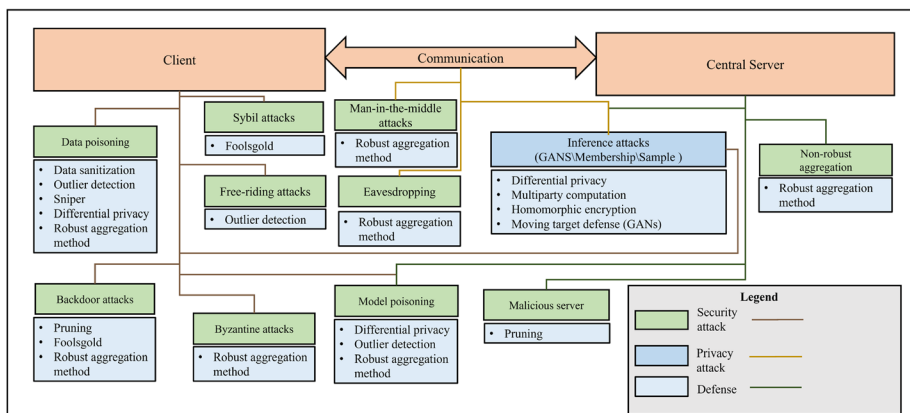 Client
Communication
Central Server
Sybil attacks
• Foolsgold
Man-in-the-middle
attacks
• Robust aggregation
method
Data poisoning
• Data sanitization
• Outlier detection
• Sniper
• Differential privacy
• Robust aggregation
method
Inference attacks
(GANS\Membership\Sample )
• Differential privacy
• Multiparty computation
• Homomorphic encryption
• Moving target defense (GANs)
Non-robust
aggregation
• Robust aggregation
method
Free-riding attacks
• Outlier detection
Eavesdropping
• Robust aggregation
method
Backdoor attacks
• Pruning
• Foolsgold
• Robust aggregation
method
Byzantine attacks
• Robust aggregation
method
Model poisoning
• Differential privacy
• Outlier detection
• Robust aggregation
method
Malicious server
• Pruning
Legend
Security
attack
Privacy
attack
Defense